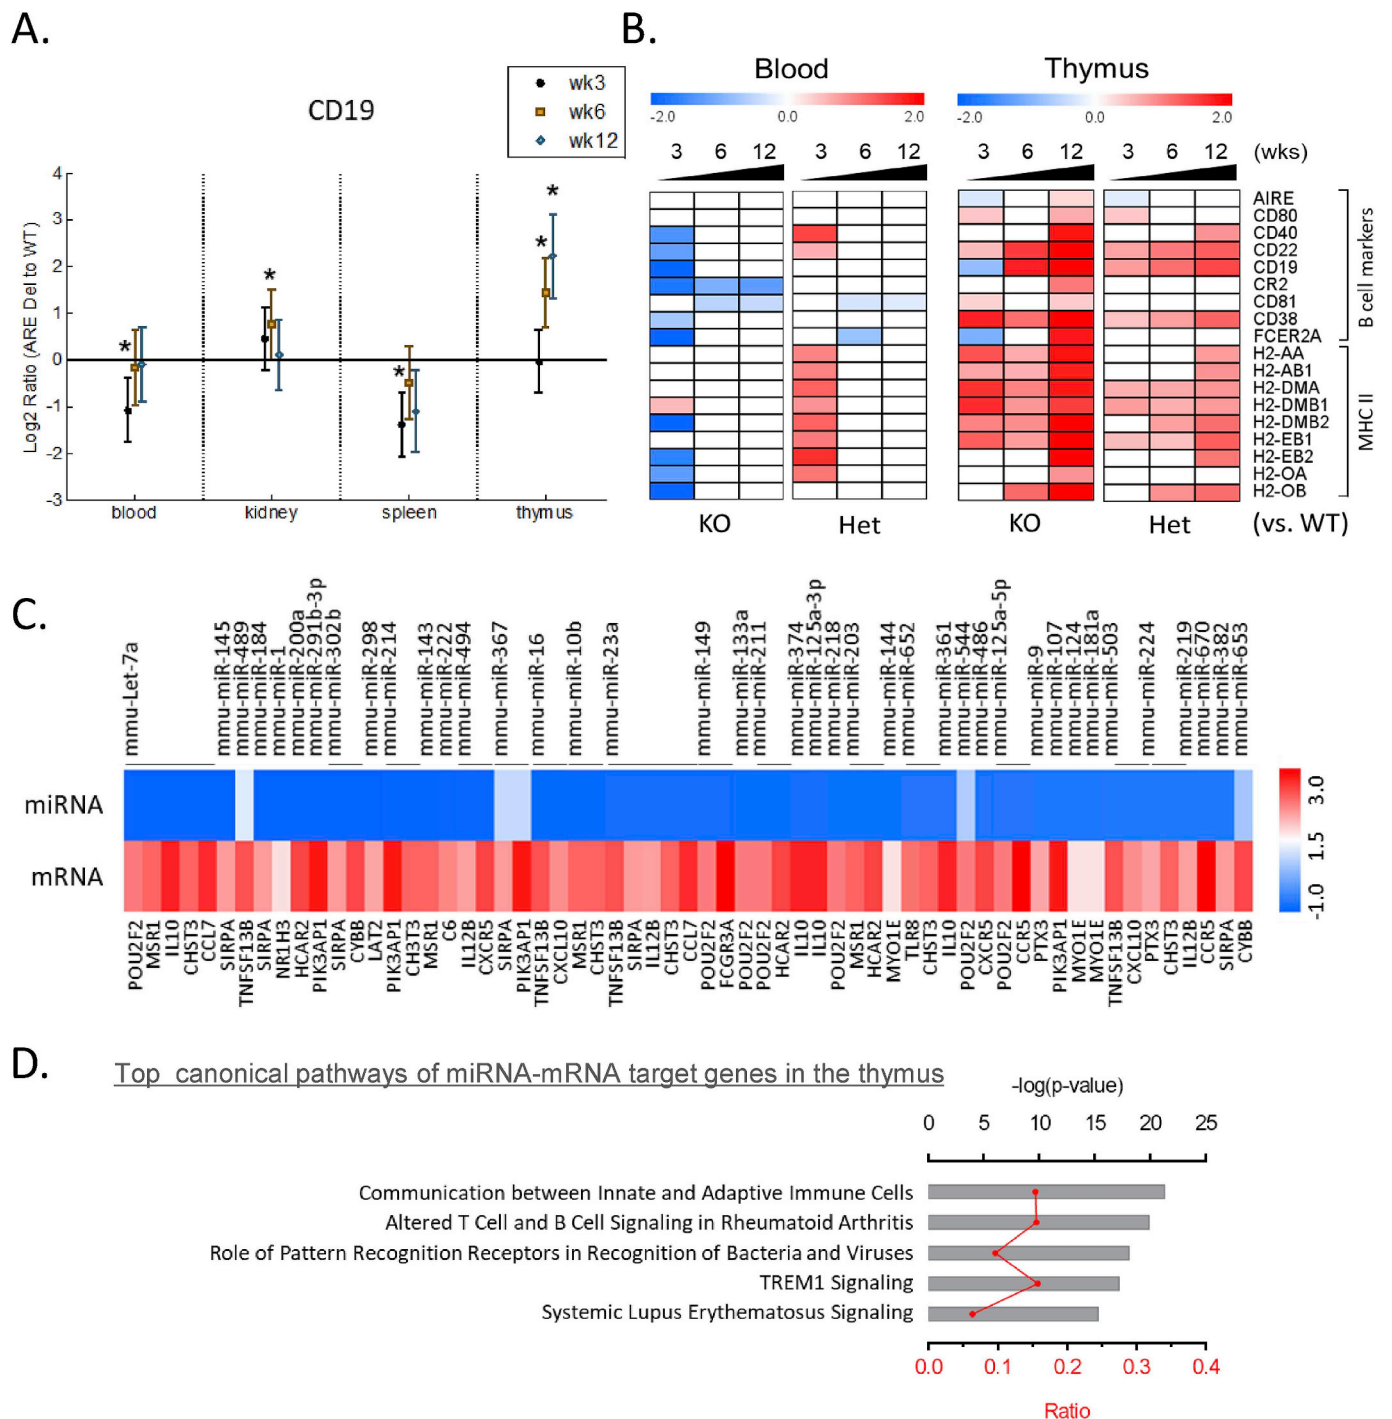 A.
B.
CD19
wk3
wk6
wk12
Log2 Ratio (ARE Del to WT)
4
3
2
1
0
-1
-2
-3
*
*
*
*
*
blood
kidney
spleen
thymus
Blood
Thymus
-2.0
0.0
2.0
-2.0
0.0
2.0
3
6
12
3
6
12
3
6
12
3
6
12
(wks)
AIRE
CD80
CD40
CD22
CD19
CR2
CD81
CD38
FCER2A
H2-AA
H2-AB1
H2-DMA
H2-DMB1
H2-DMB2
H2-EB1
H2-EB2
H2-OA
H2-OB
B cell markers
MHC II
KO
Het
KO
Het
(vs. WT)
C.
mmu-Let-7a
mmu-miR-145
mmu-miR-489
mmu-miR-184
mmu-miR-1
mmu-miR-200a
mmu-miR-291b-3p
mmu-miR-302b
mmu-miR-298
mmu-miR-214
mmu-miR-143
mmu-miR-222
mmu-miR-494
mmu-miR-367
mmu-miR-16
mmu-miR-10b
mmu-miR-23a
mmu-miR-149
mmu-miR-133a
mmu-miR-211
mmu-miR-374
mmu-miR-125a-3p
mmu-miR-218
mmu-miR-203
mmu-miR-144
mmu-miR-652
mmu-miR-361
mmu-miR-544
mmu-miR-486
mmu-miR-125a-5p
mmu-miR-9
mmu-miR-107
mmu-miR-124
mmu-miR-181a
mmu-miR-503
mmu-miR-224
mmu-miR-219
mmu-miR-670
mmu-miR-382
mmu-miR-653
miRNA
mRNA
3.0
1.5
-1.0
POU2F2
MSR1
IL10
CHST3
CCL7
SIRPA
TNFSF13B
SIRPA
NR1H3
HCAR2
PIK3AP1
SIRPA
CYBB
LAT2
PIK3AP1
CH3T3
MSR1
C6
IL12B
CXCR5
SIRPA
PIK3AP1
TNFSF13B
CXCL10
MSR1
CHST3
TNFSF13B
SIRPA
IL12B
CHST3
CCL7
POU2F2
FCGR3A
POU2F2
POU2F2
HCAR2
IL10
IL10
POU2F2
MSR1
HCAR2
MYO1E
TLR8
CHST3
IL10
POU2F2
CXCR5
POU2F2
CCR5
PTX3
PIK3AP1
MYO1E
MYO1E
TNFSF13B
CXCL10
PTX3
CHST3
IL12B
CCR5
SIRPA
CYBB
D.
Top canonical pathways of miRNA-mRNA target genes in the thymus
-log(p-value)
0 5 10 15 20 25
Communication between Innate and Adaptive Immune Cells
Altered T Cell and B Cell Signaling in Rheumatoid Arthritis
Role of Pattern Recognition Receptors in Recognition of Bacteria and Viruses
TREM1 Signaling
Systemic Lupus Erythematosus Signaling
0.0 0.1 0.2 0.3 0.4
Ratio